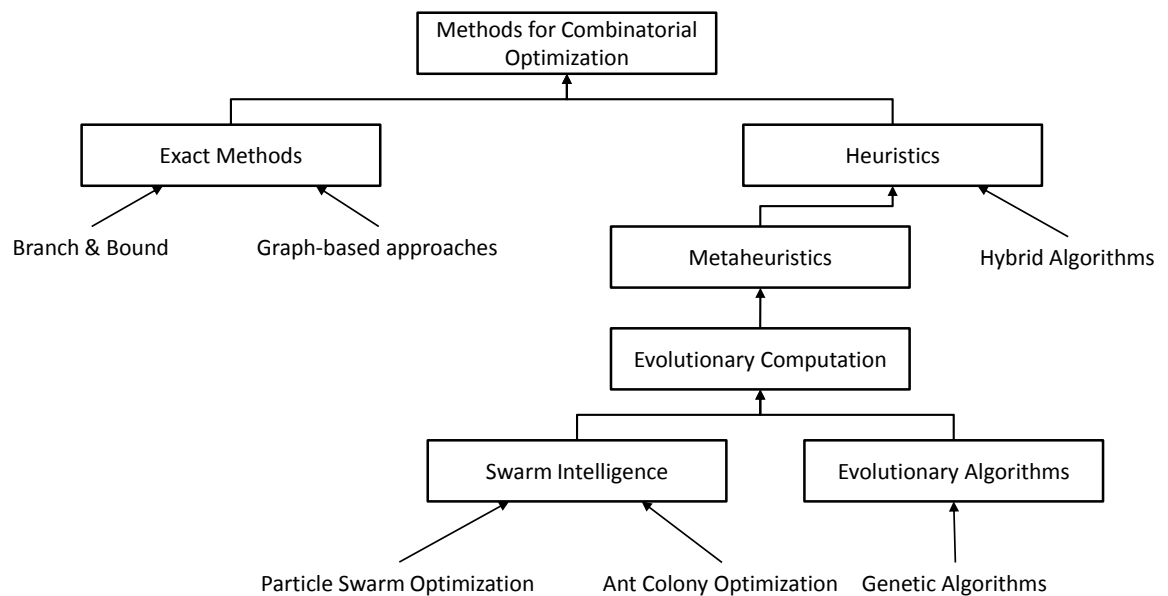 Methods for Combinatorial
Optimization
Exact Methods
Heuristics
Branch & Bound
Graph-based approaches
Metaheuristics
Hybrid Algorithms
Evolutionary Computation
Swarm Intelligence
Evolutionary Algorithms
Particle Swarm Optimization
Ant Colony Optimization
Genetic Algorithms